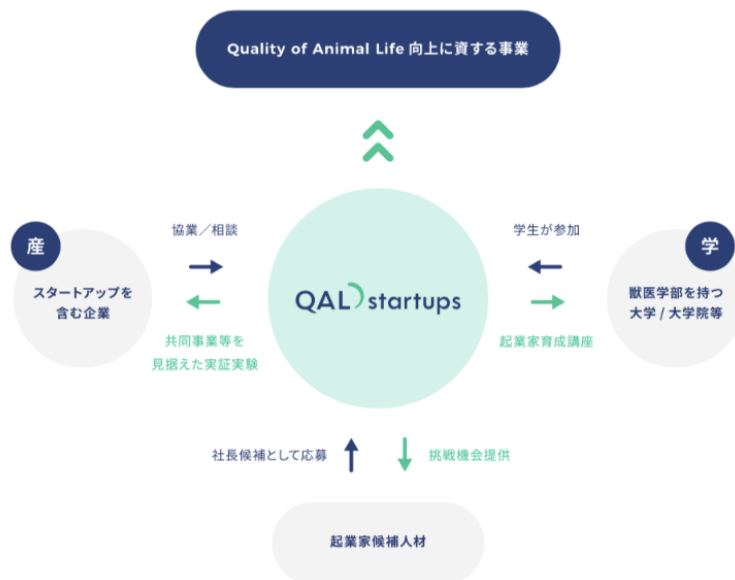 Quality of Animal Life 向上に資する事業
産
スタートアップを
含む企業
協業／相談
共同事業等を
見据えた実証実験
QAL startups
学生が参加
起業家育成講座
学
獣医学部を持つ
大学 / 大学院等
社長候補として応募
挑戦機会提供
起業家候補人材